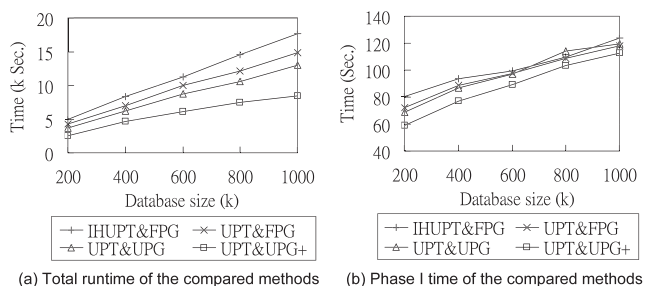 20
15
10
5
0
Time (k Sec.)
200 400 600 800 1000
Database size (k)
IHUPT&FPG UPT&FPG
UPT&UPG UPT&UPG+
(a) Total runtime of the compared methods
140
120
100
80
60
40
Time (Sec.)
200 400 600 800 1000
Database size (k)
IHUPT&FPG UPT&FPG
UPT&UPG UPT&UPG+
(b) Phase I time of the compared methods